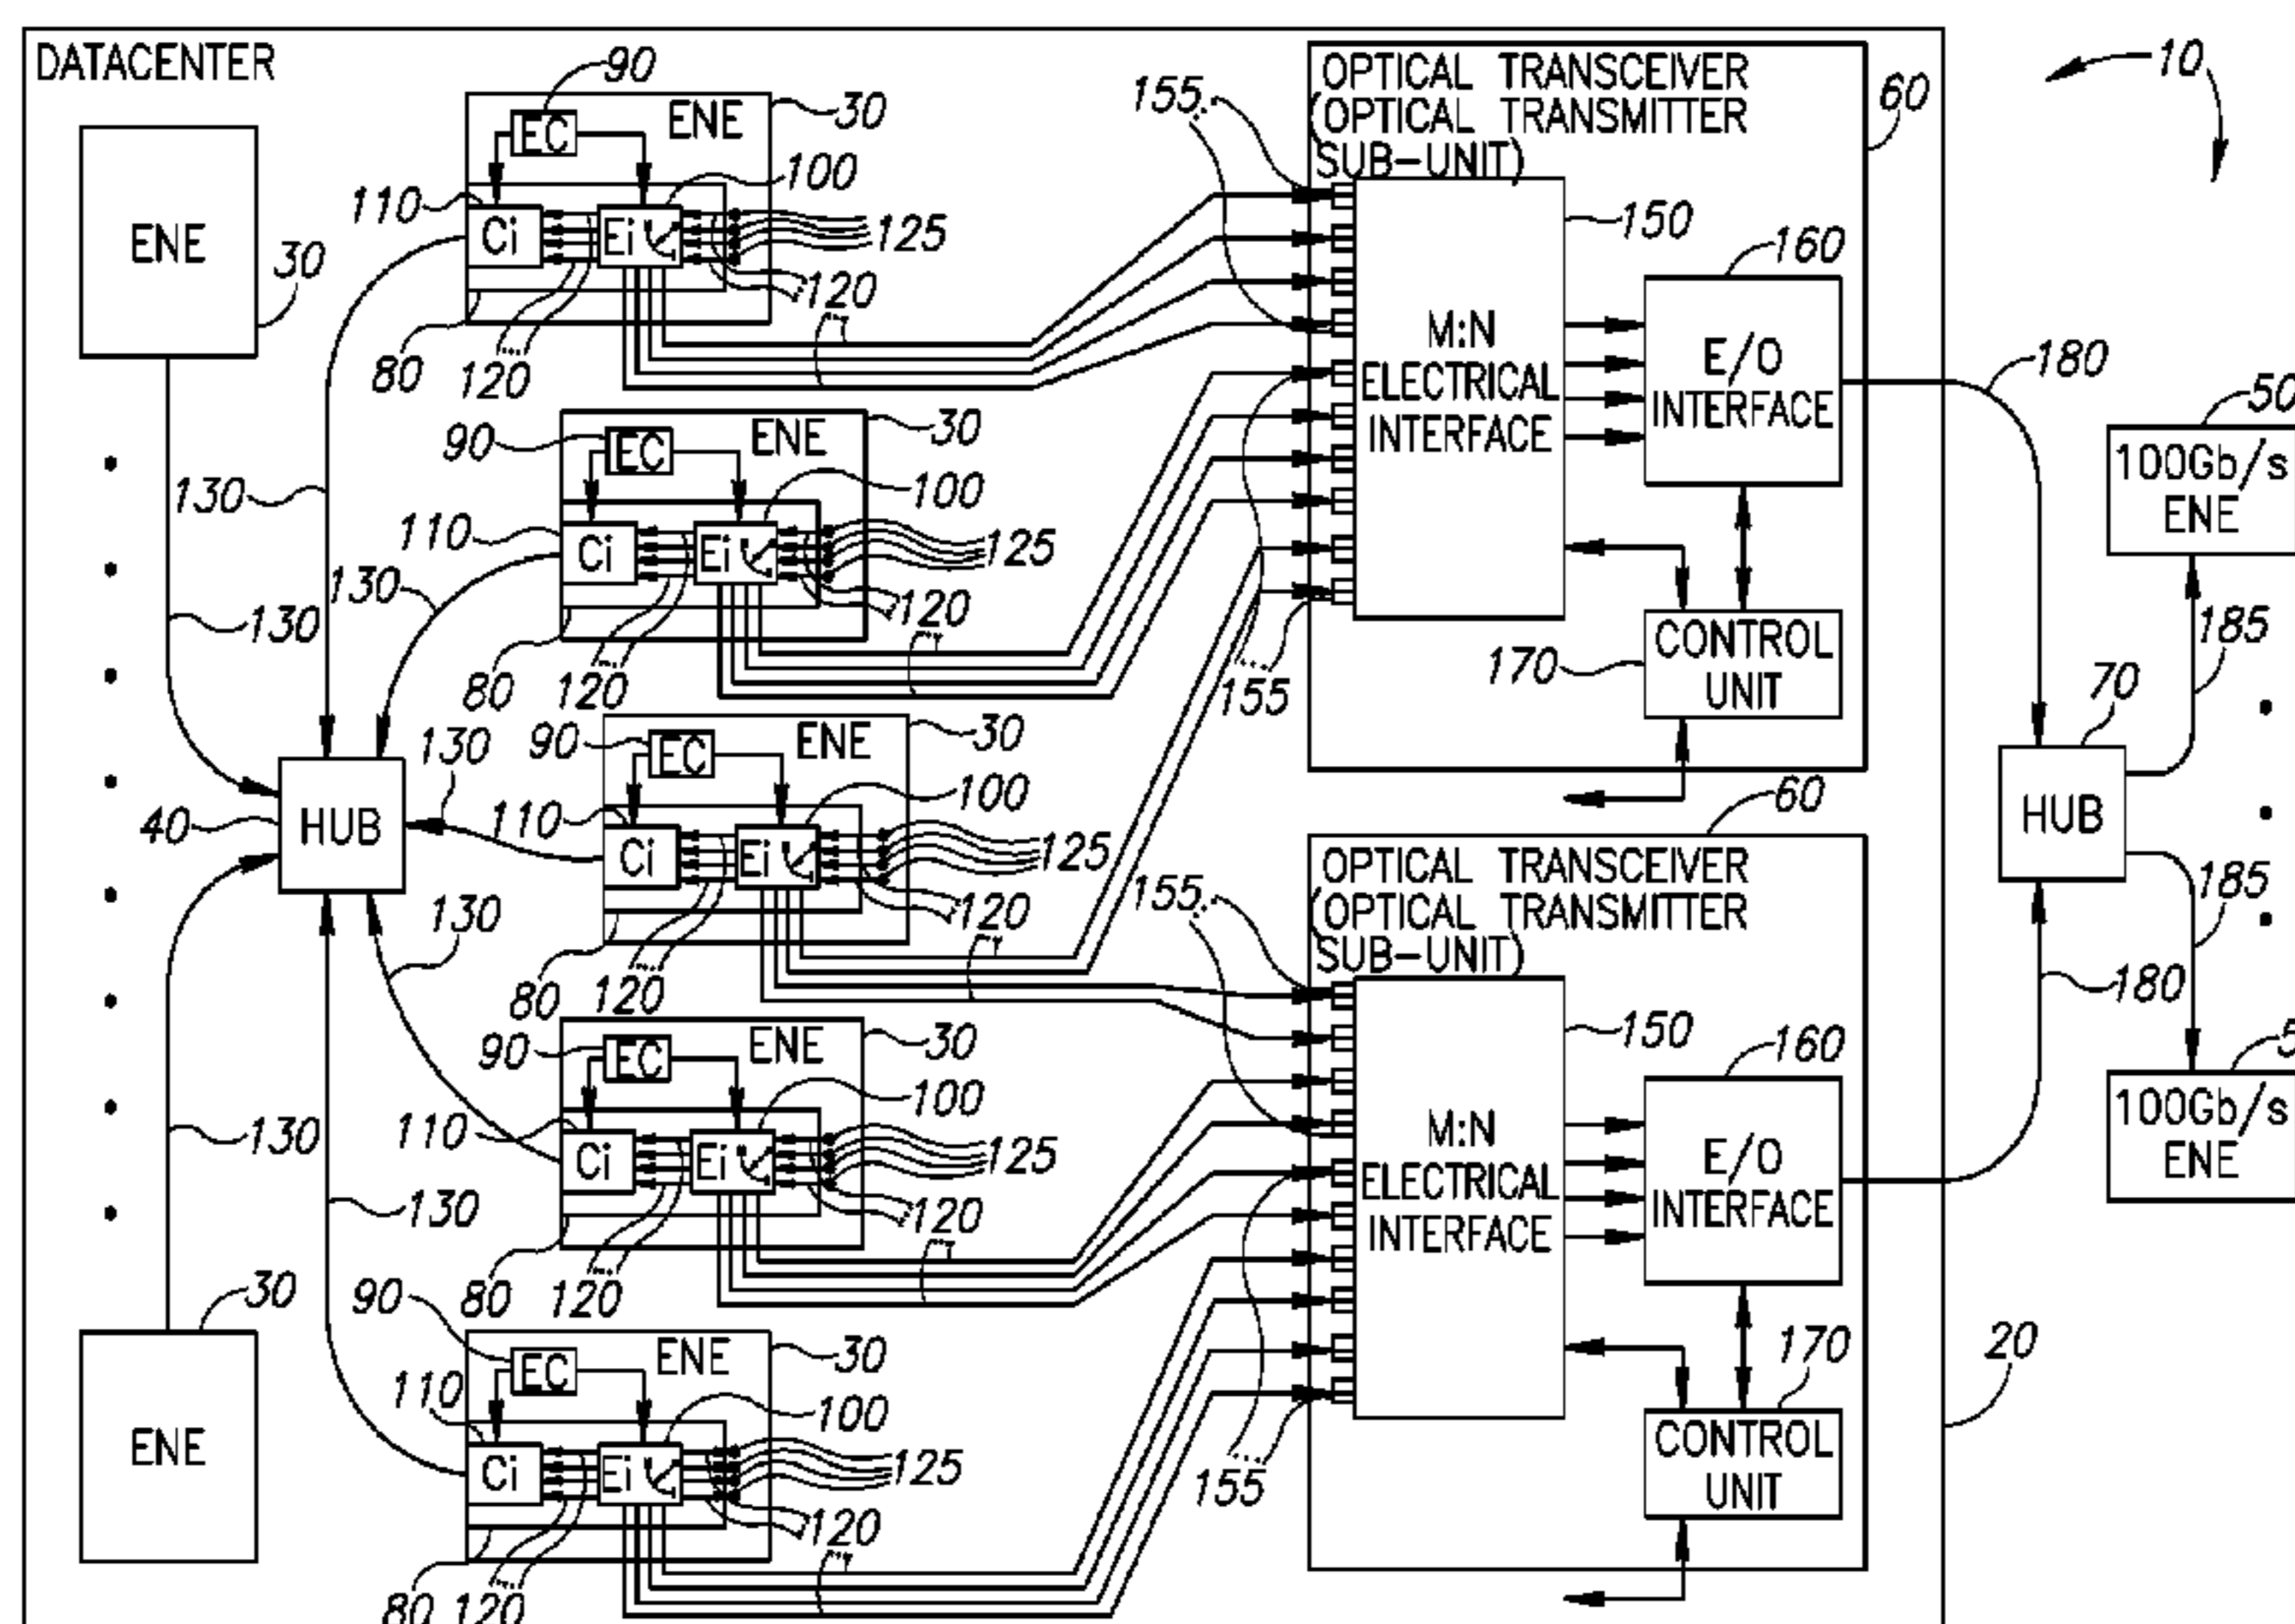 DATACENTER
10
ENE
30
130
90
EC
ENE
30
100
110
Ci
Ei
125
120
80
120
130
90
EC
ENE
30
100
110
Ci
Ei
125
120
80
120
130
90
EC
ENE
30
100
110
Ci
Ei
125
120
80
120
130
40
HUB
90
EC
ENE
30
100
110
Ci
Ei
125
120
80
120
130
90
EC
ENE
30
100
110
Ci
Ei
125
120
80
120
130
ENE
30
130
OPTICAL TRANSCEIVER
(OPTICAL TRANSMITTER
SUB-UNIT)
60
155
150
M:N
ELECTRICAL
INTERFACE
160
E/O
INTERFACE
155
170
CONTROL
UNIT
180
OPTICAL TRANSCEIVER
(OPTICAL TRANSMITTER
SUB-UNIT)
60
155
150
M:N
ELECTRICAL
INTERFACE
160
E/O
INTERFACE
155
170
CONTROL
UNIT
180
20
70
HUB
185
50
100Gb/s
ENE
185
100Gb/s
ENE